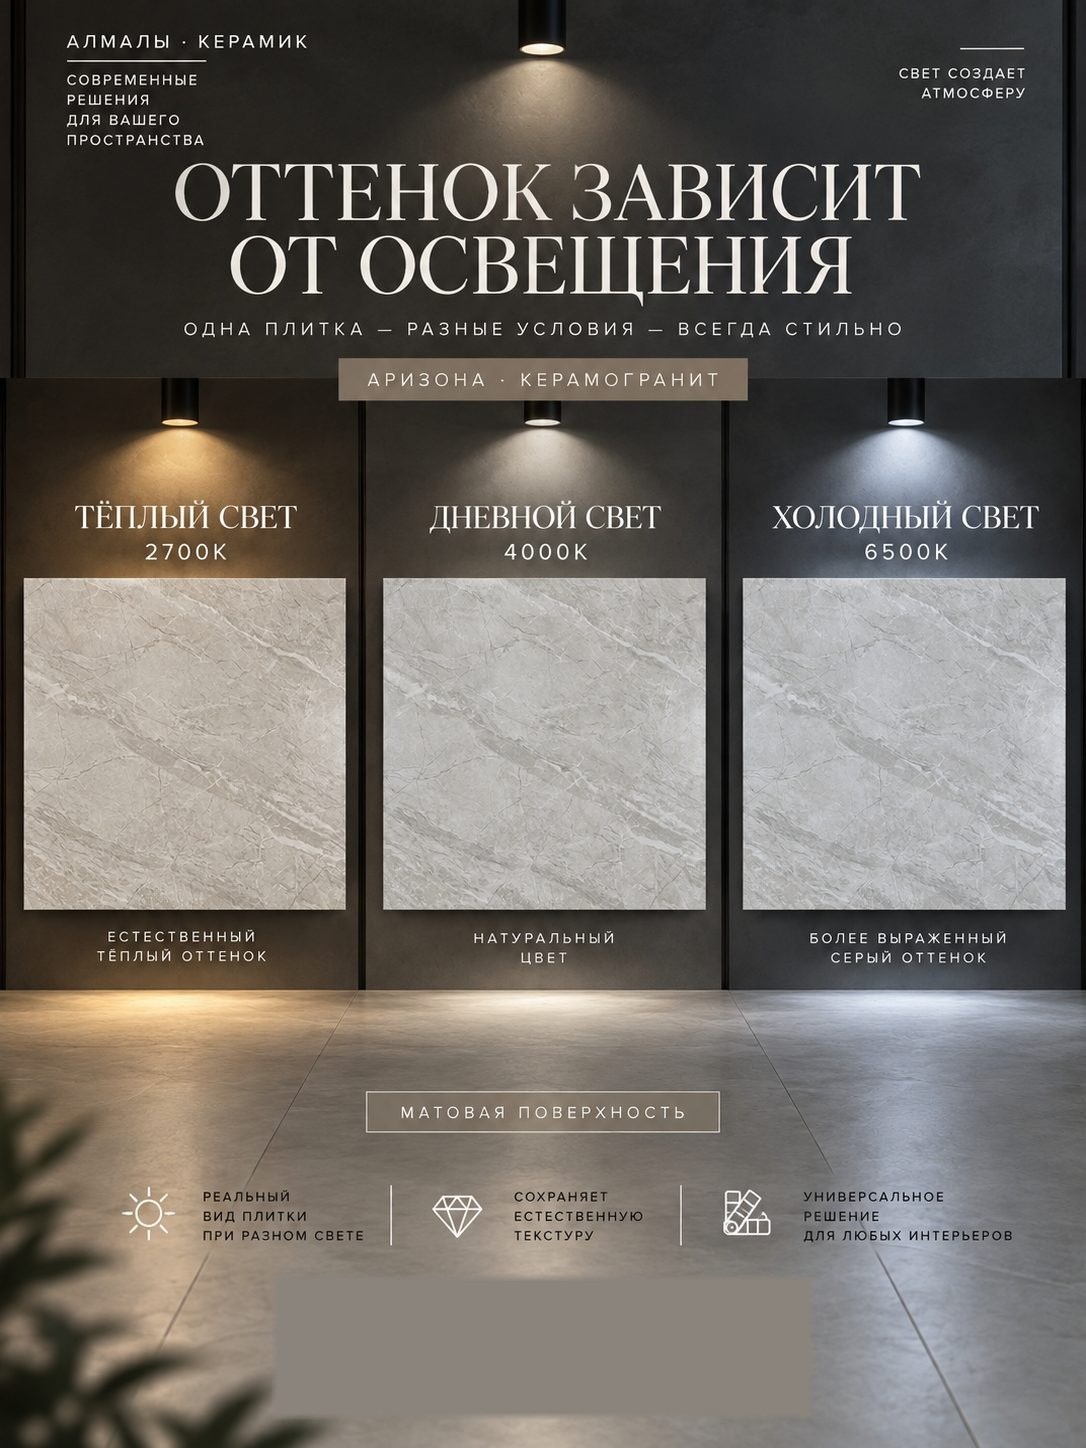 АЛМАЛЫ · КЕРАМИК
СОВРЕМЕННЫЕ
РЕШЕНИЯ
ДЛЯ ВАШЕГО
ПРОСТРАНСТВА
СВЕТ СОЗДАЕТ
АТМОСФЕРУ
ОТТЕНОК ЗАВИСИТ
ОТ ОСВЕЩЕНИЯ
ОДНА ПЛИТКА — РАЗНЫЕ УСЛОВИЯ — ВСЕГДА СТИЛЬНО
АРИЗОНА · КЕРАМОГРАНИТ
ТЁПЛЫЙ СВЕТ
2700K
ДНЕВНОЙ СВЕТ
4000K
ХОЛОДНЫЙ СВЕТ
6500K
ЕСТЕСТВЕННЫЙ
ТЁПЛЫЙ ОТТЕНОК
НАТУРАЛЬНЫЙ
ЦВЕТ
БОЛЕЕ ВЫРАЖЕННЫЙ
СЕРЫЙ ОТТЕНОК
МАТОВАЯ ПОВЕРХНОСТЬ
РЕАЛЬНЫЙ
ВИД ПЛИТКИ
ПРИ РАЗНОМ СВЕТЕ
СОХРАНЯЕТ
ЕСТЕСТВЕННУЮ
ТЕКСТУРУ
УНИВЕРСАЛЬНОЕ
РЕШЕНИЕ
ДЛЯ ЛЮБЫХ ИНТЕРЬЕРОВ